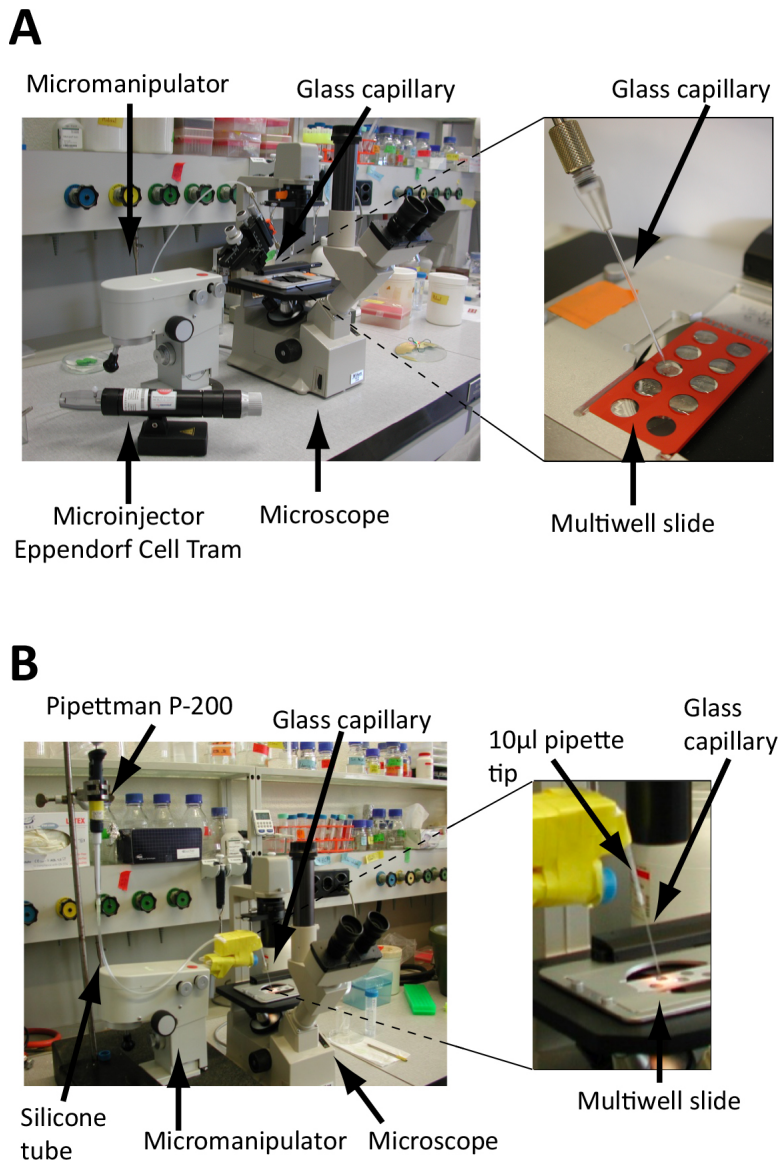 A
Micromanipulator
Glass capillary
Glass capillary
Microinjector
Eppendorf Cell Tram
Microscope
Multiwell slide
B
Pipettman P-200
Glass capillary
10µl pipette
tip
Glass
capillary
LATEX
Silicone
tube
Micromanipulator
Microscope
Multiwell slide